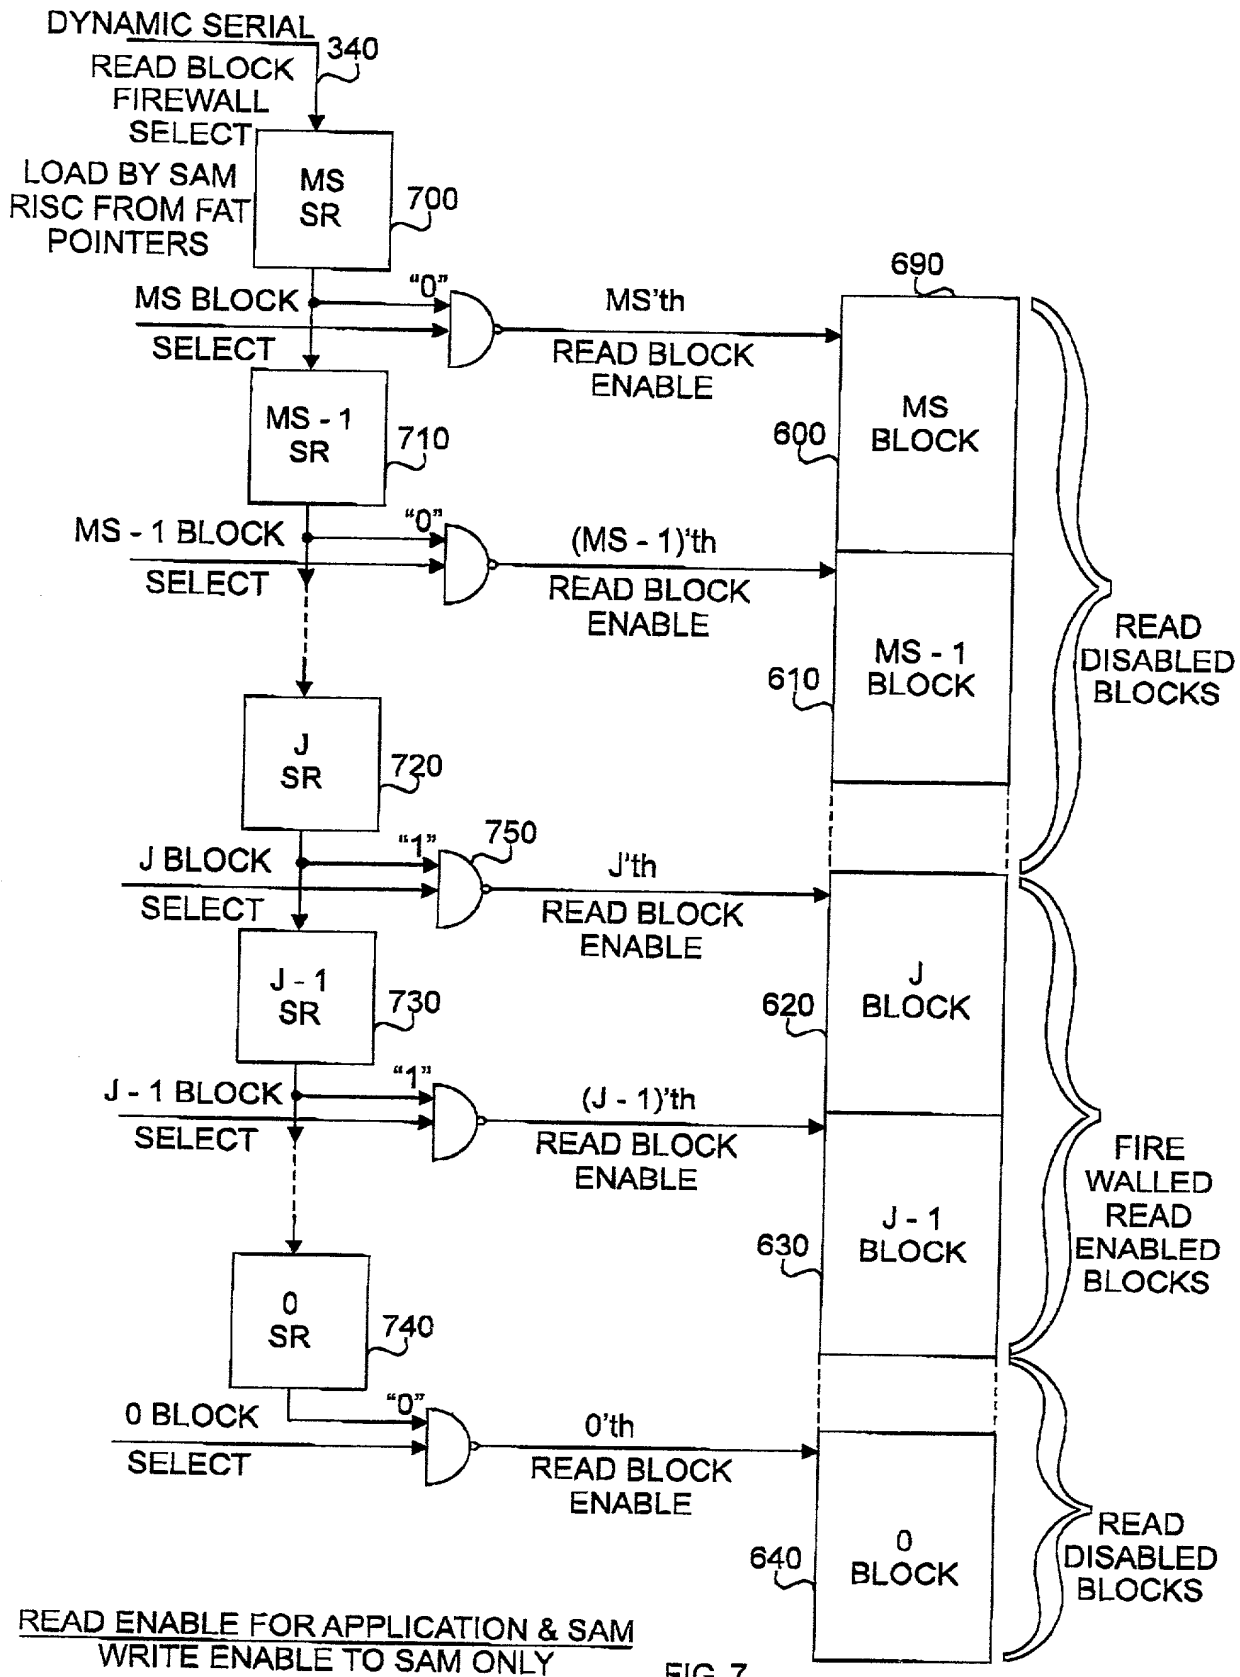 DYNAMIC SERIAL
340
READ BLOCK
FIREWALL
SELECT
LOAD BY SAM
RISC FROM FAT
POINTERS
MS
SR
700
690
MS BLOCK
SELECT
"0"
MS'th
READ BLOCK
ENABLE
MS
BLOCK
600
MS - 1
SR
710
MS - 1 BLOCK
SELECT
"0"
(MS - 1)'th
READ BLOCK
ENABLE
MS - 1
BLOCK
610
READ
DISABLED
BLOCKS
J
SR
720
J BLOCK
SELECT
"1"
750
J'th
READ BLOCK
ENABLE
J
BLOCK
620
J - 1
SR
730
J - 1 BLOCK
SELECT
"1"
(J - 1)'th
READ BLOCK
ENABLE
J - 1
BLOCK
630
FIRE
WALLED
READ
ENABLED
BLOCKS
0
SR
740
0 BLOCK
SELECT
"0"
0'th
READ BLOCK
ENABLE
0
BLOCK
640
READ
DISABLED
BLOCKS
READ ENABLE FOR APPLICATION & SAM
WRITE ENABLE TO SAM ONLY
FIG. 7